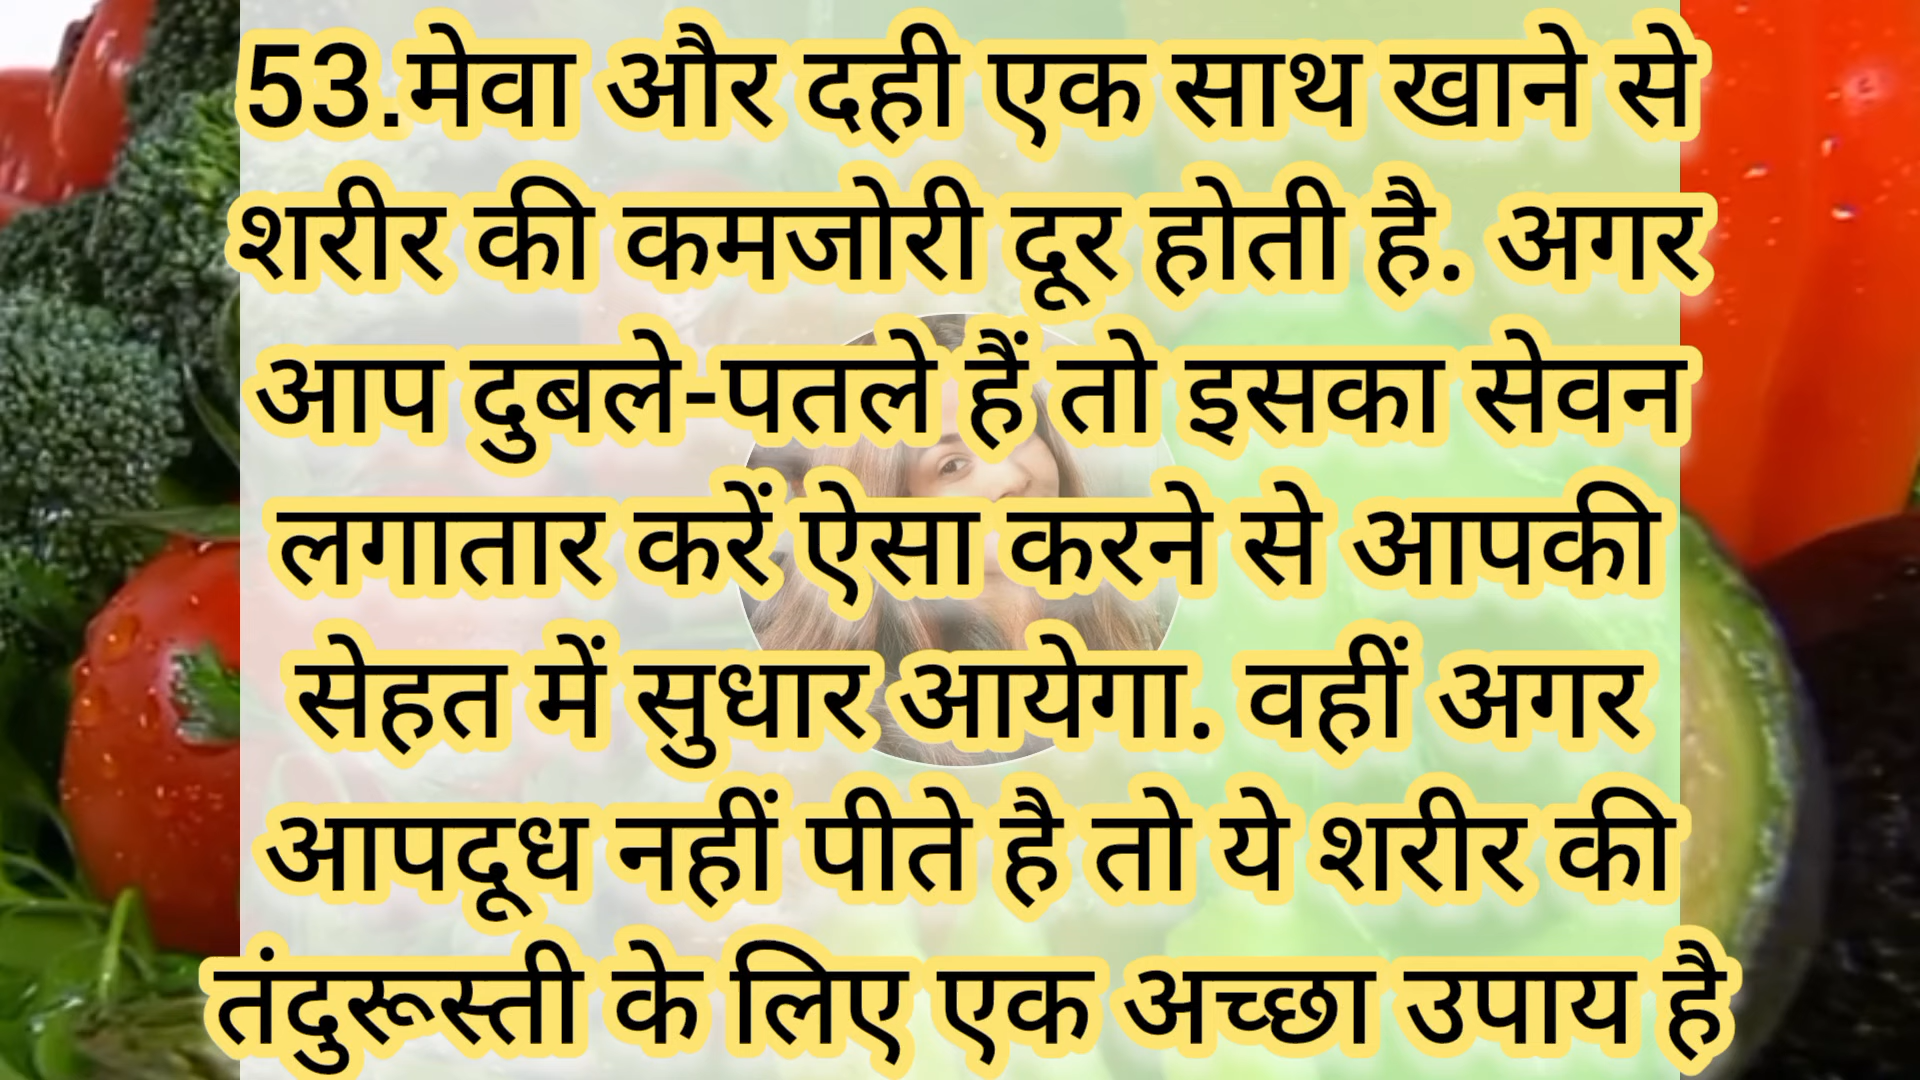 53.मेवा और दही एक साथ खाने से
शरीर की कमजोरी दूर होती है. अगर
आप दुबले-पतले हैं तो इसका सेवन
लगातार करें ऐसा करने से आपकी
सेहत में सुधार आयेगा. वहीं अगर
आपदूध नहीं पीते है तो ये शरीर की
तंदुरूस्ती के लिए एक अच्छा उपाय है